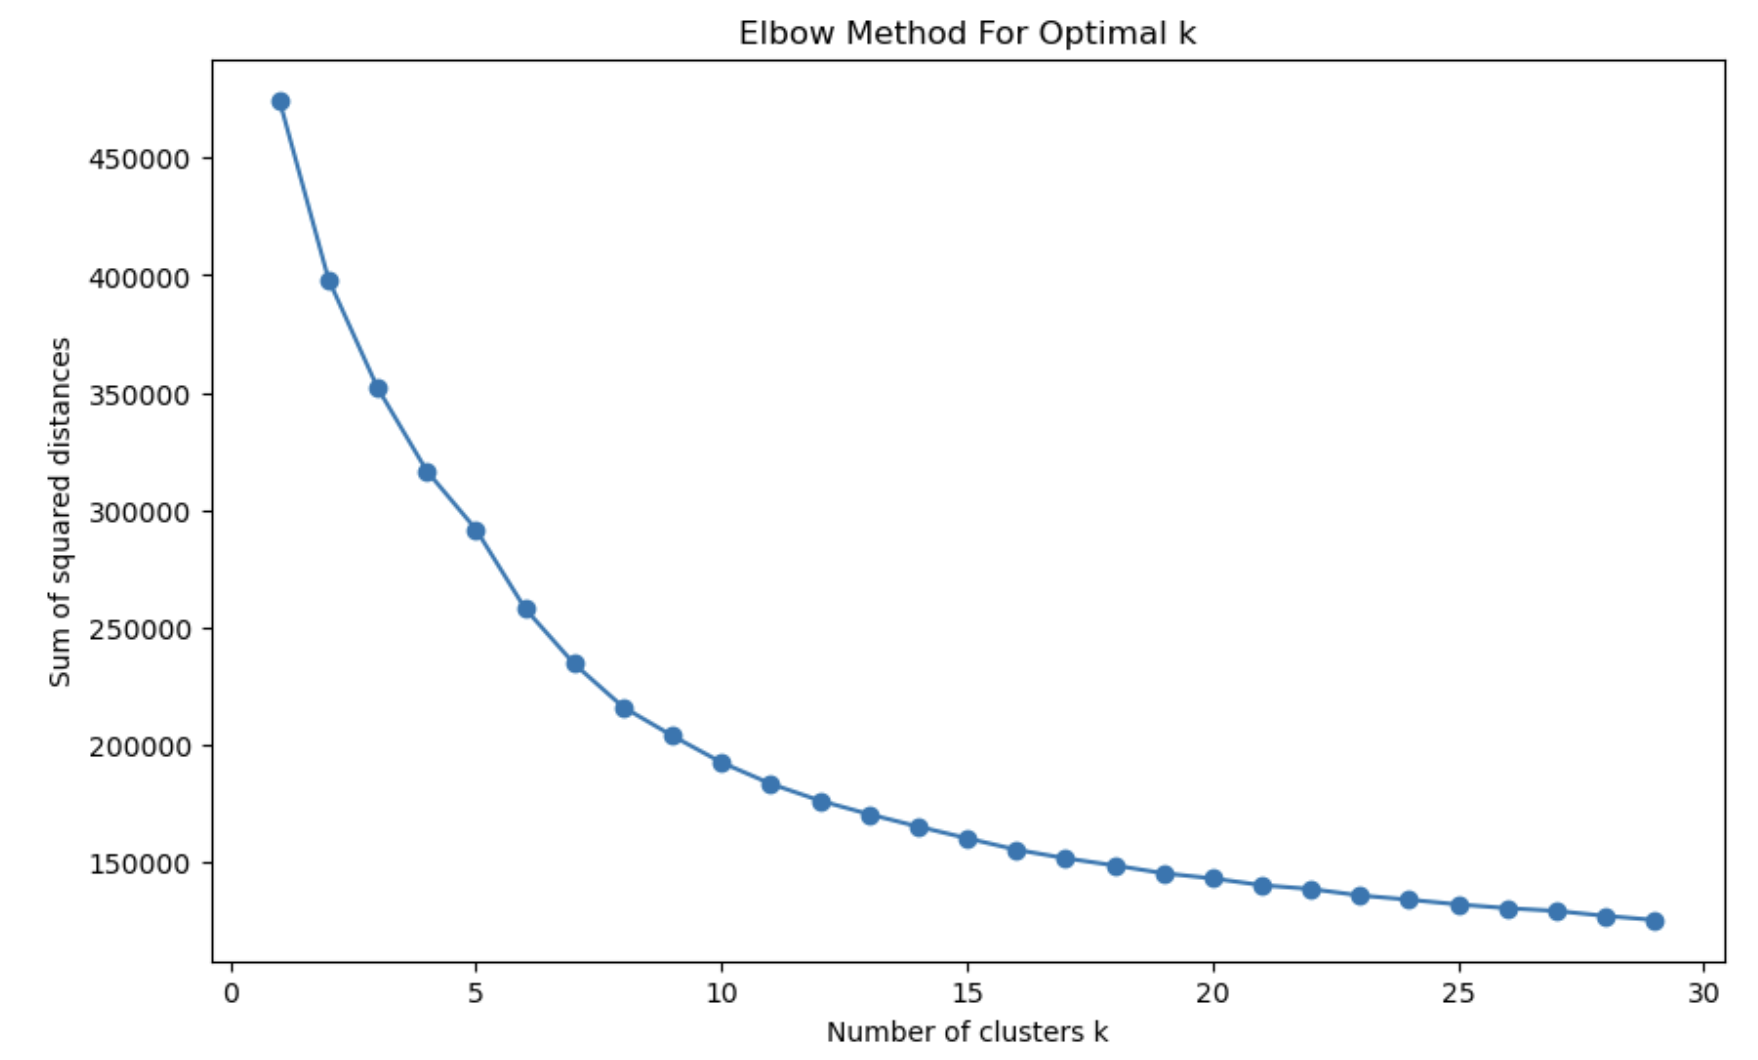 Elbow Method For Optimal k
450000
400000
350000
300000
250000
200000
150000
Sum of squared distances
0 5 10 15 20 25 30
Number of clusters k